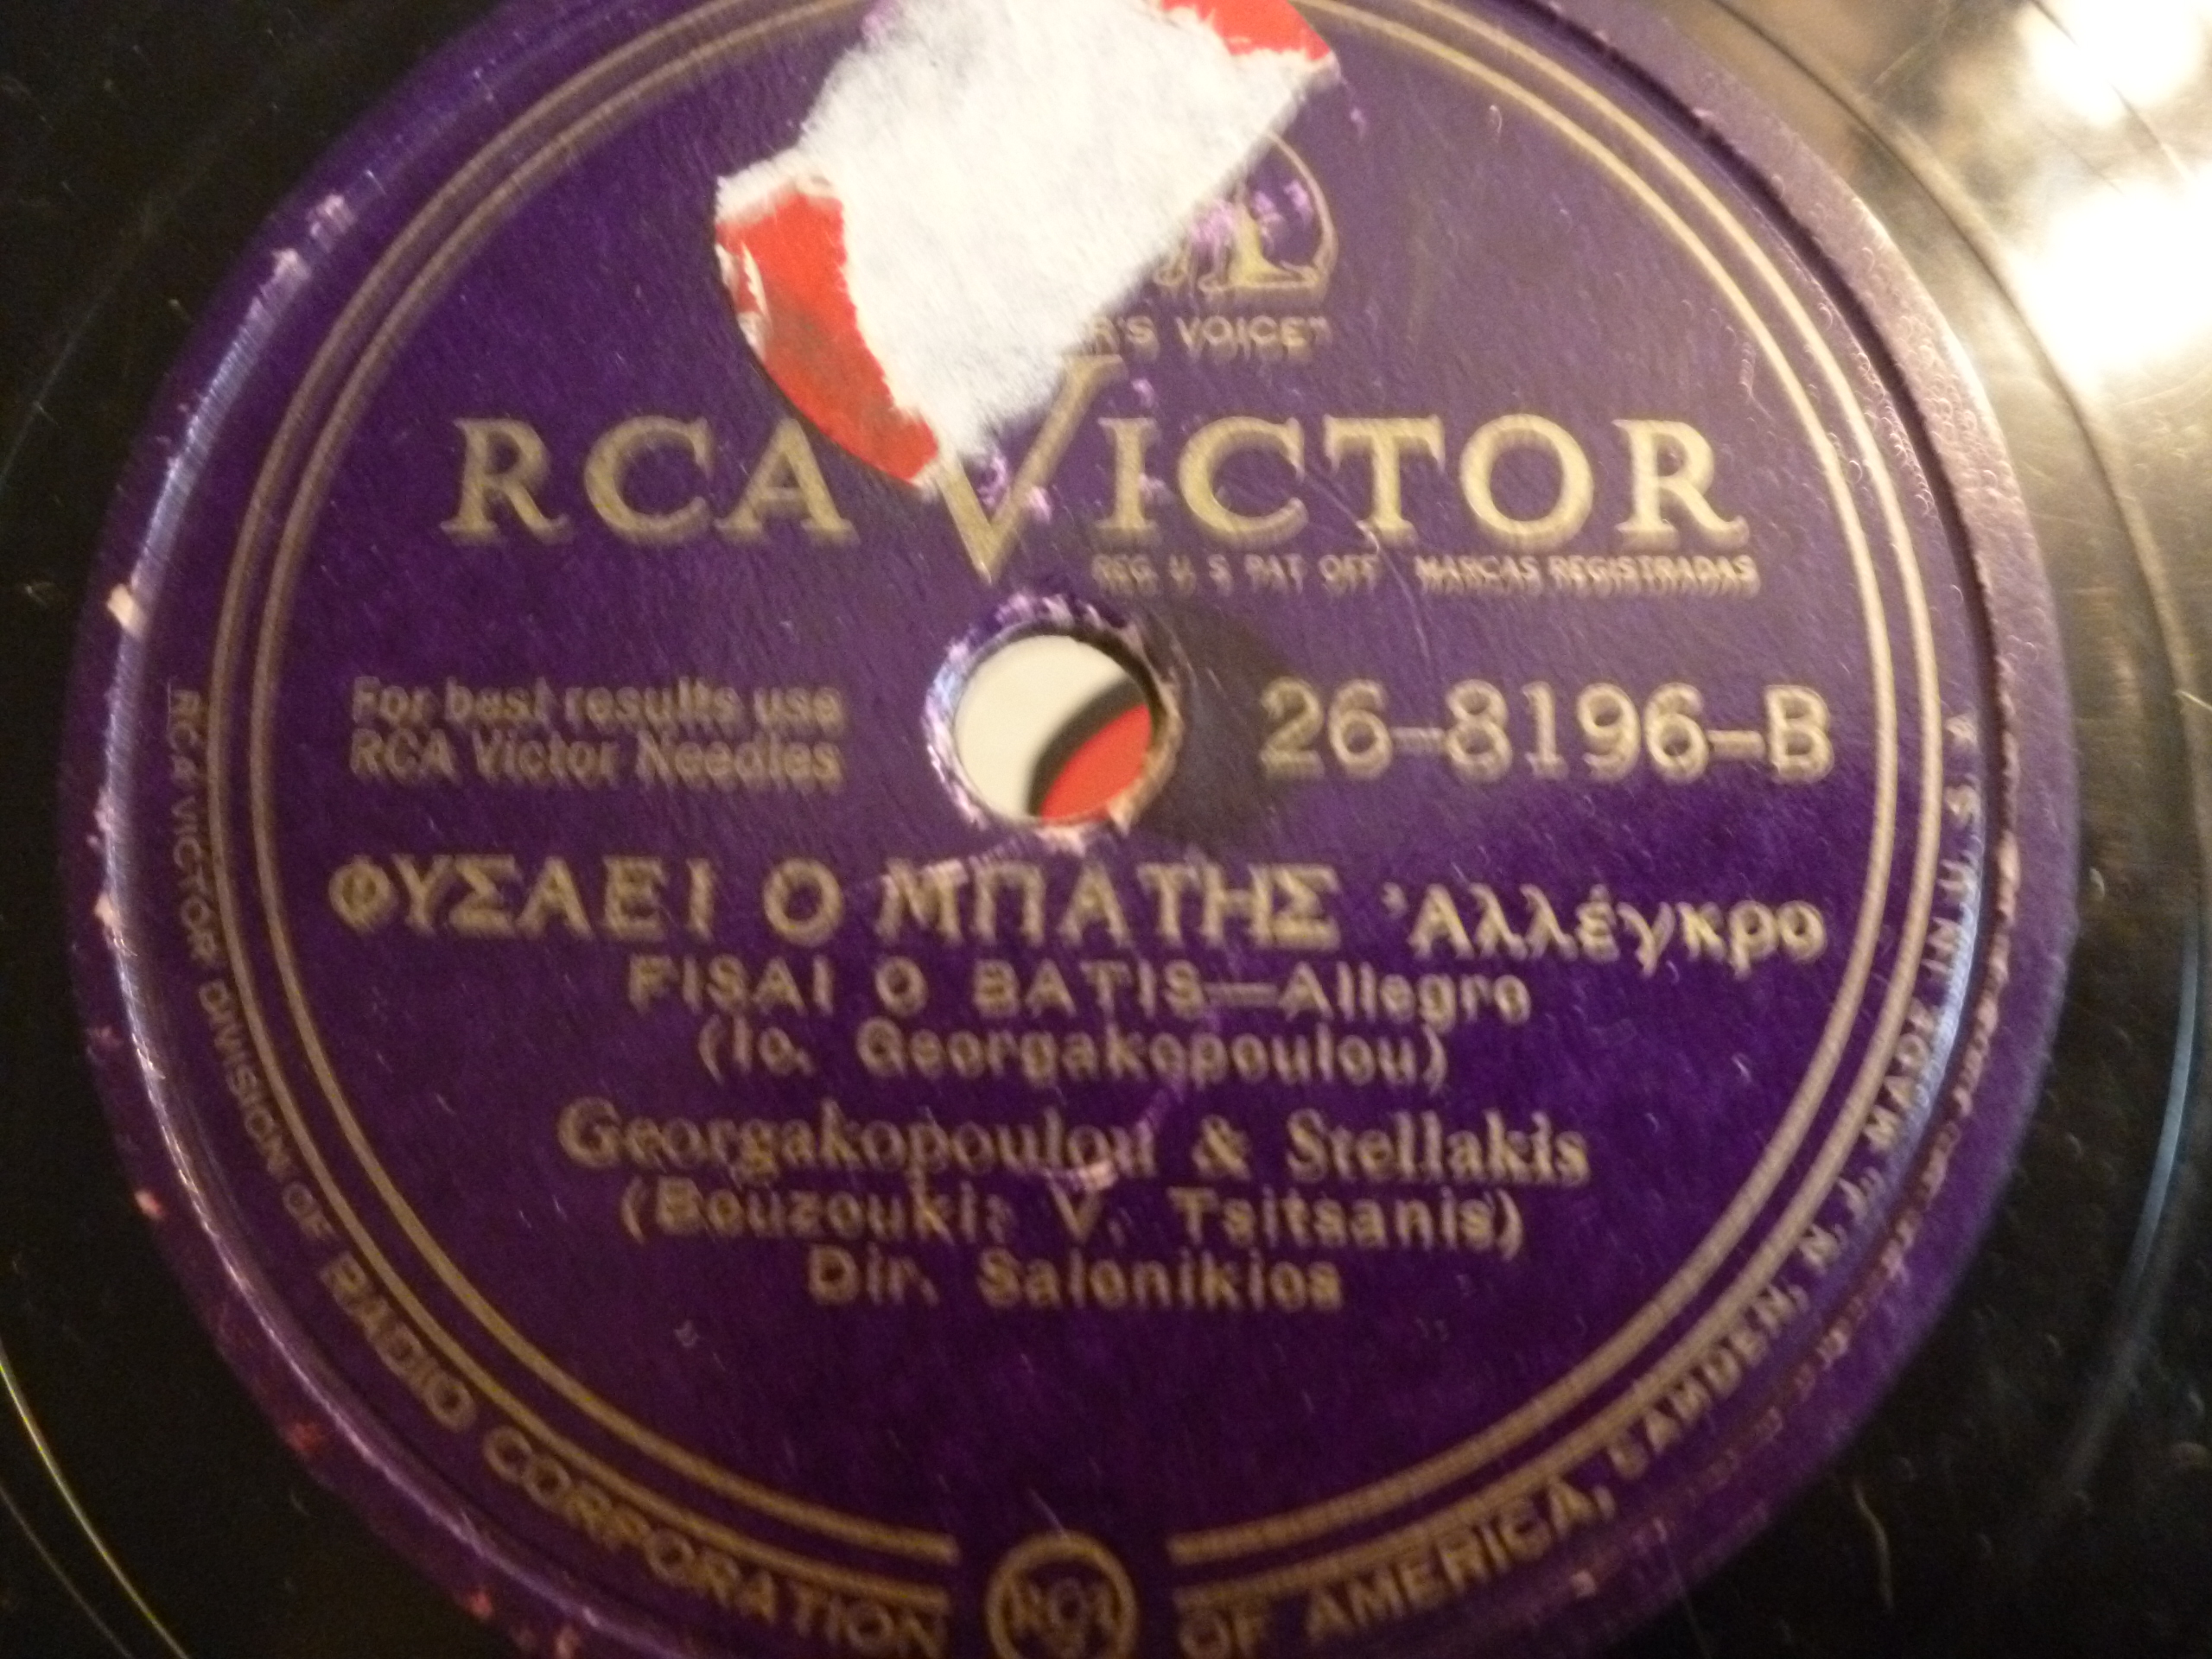 R'S VOICE"
RCA VICTOR
REG. U. S. PAT. OFF. MARCAS REGISTRADAS
For best results use
RCA Victor Needles
26-8196-B
ΦΥΣΑΕΙ Ο ΜΠΑΤΗΣ Ἀλλέγκρο
FISAI O BATIS—Allegro
(Io. Georgakopoulou)
Georgakopoulou & Stellakis
(Bouzouki: V. Tsitsanis)
Dir. Salonikios
RCA VICTOR DIVISION OF RADIO CORPORATION OF AMERICA, CAMDEN, N. J., MADE IN U. S. A.
RCA